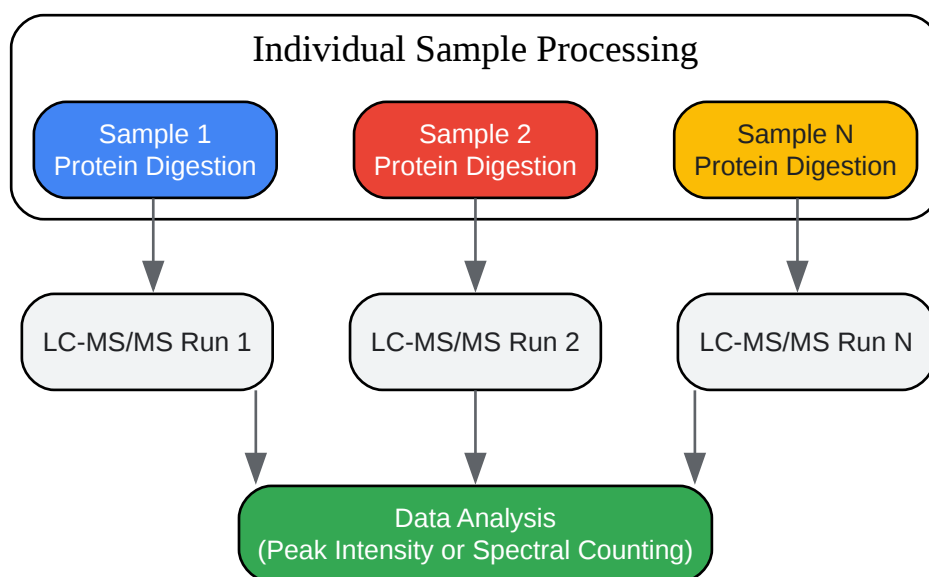 Individual Sample Processing
Sample 1
Protein Digestion
Sample 2
Protein Digestion
Sample N
Protein Digestion
LC-MS/MS Run 1
LC-MS/MS Run 2
LC-MS/MS Run N
Data Analysis
(Peak Intensity or Spectral Counting)